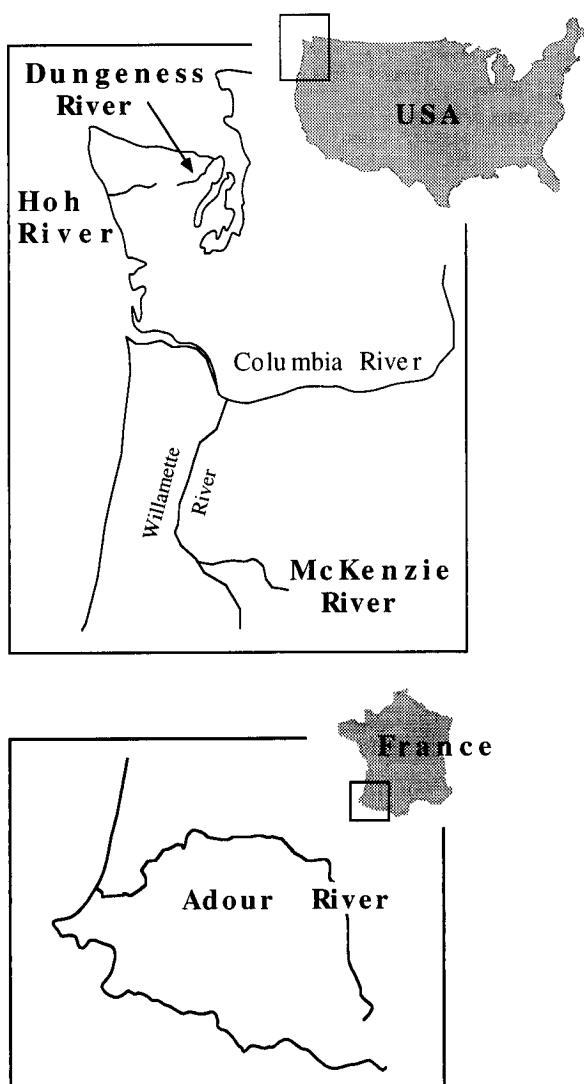 Dungeness
River
USA
Hoh
River
Columbia River
Willamette
River
McKenzie
River
France
Adour River